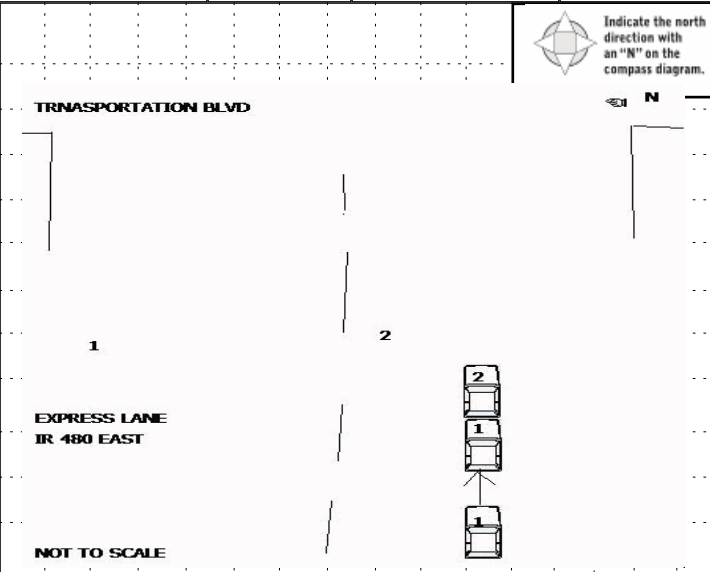 Indicate the north
direction with
an "N" on the
compass diagram.
N
TRNASPORTATION BLVD
1
2
2
1
EXPRESS LANE
IR 480 EAST
1
NOT TO SCALE